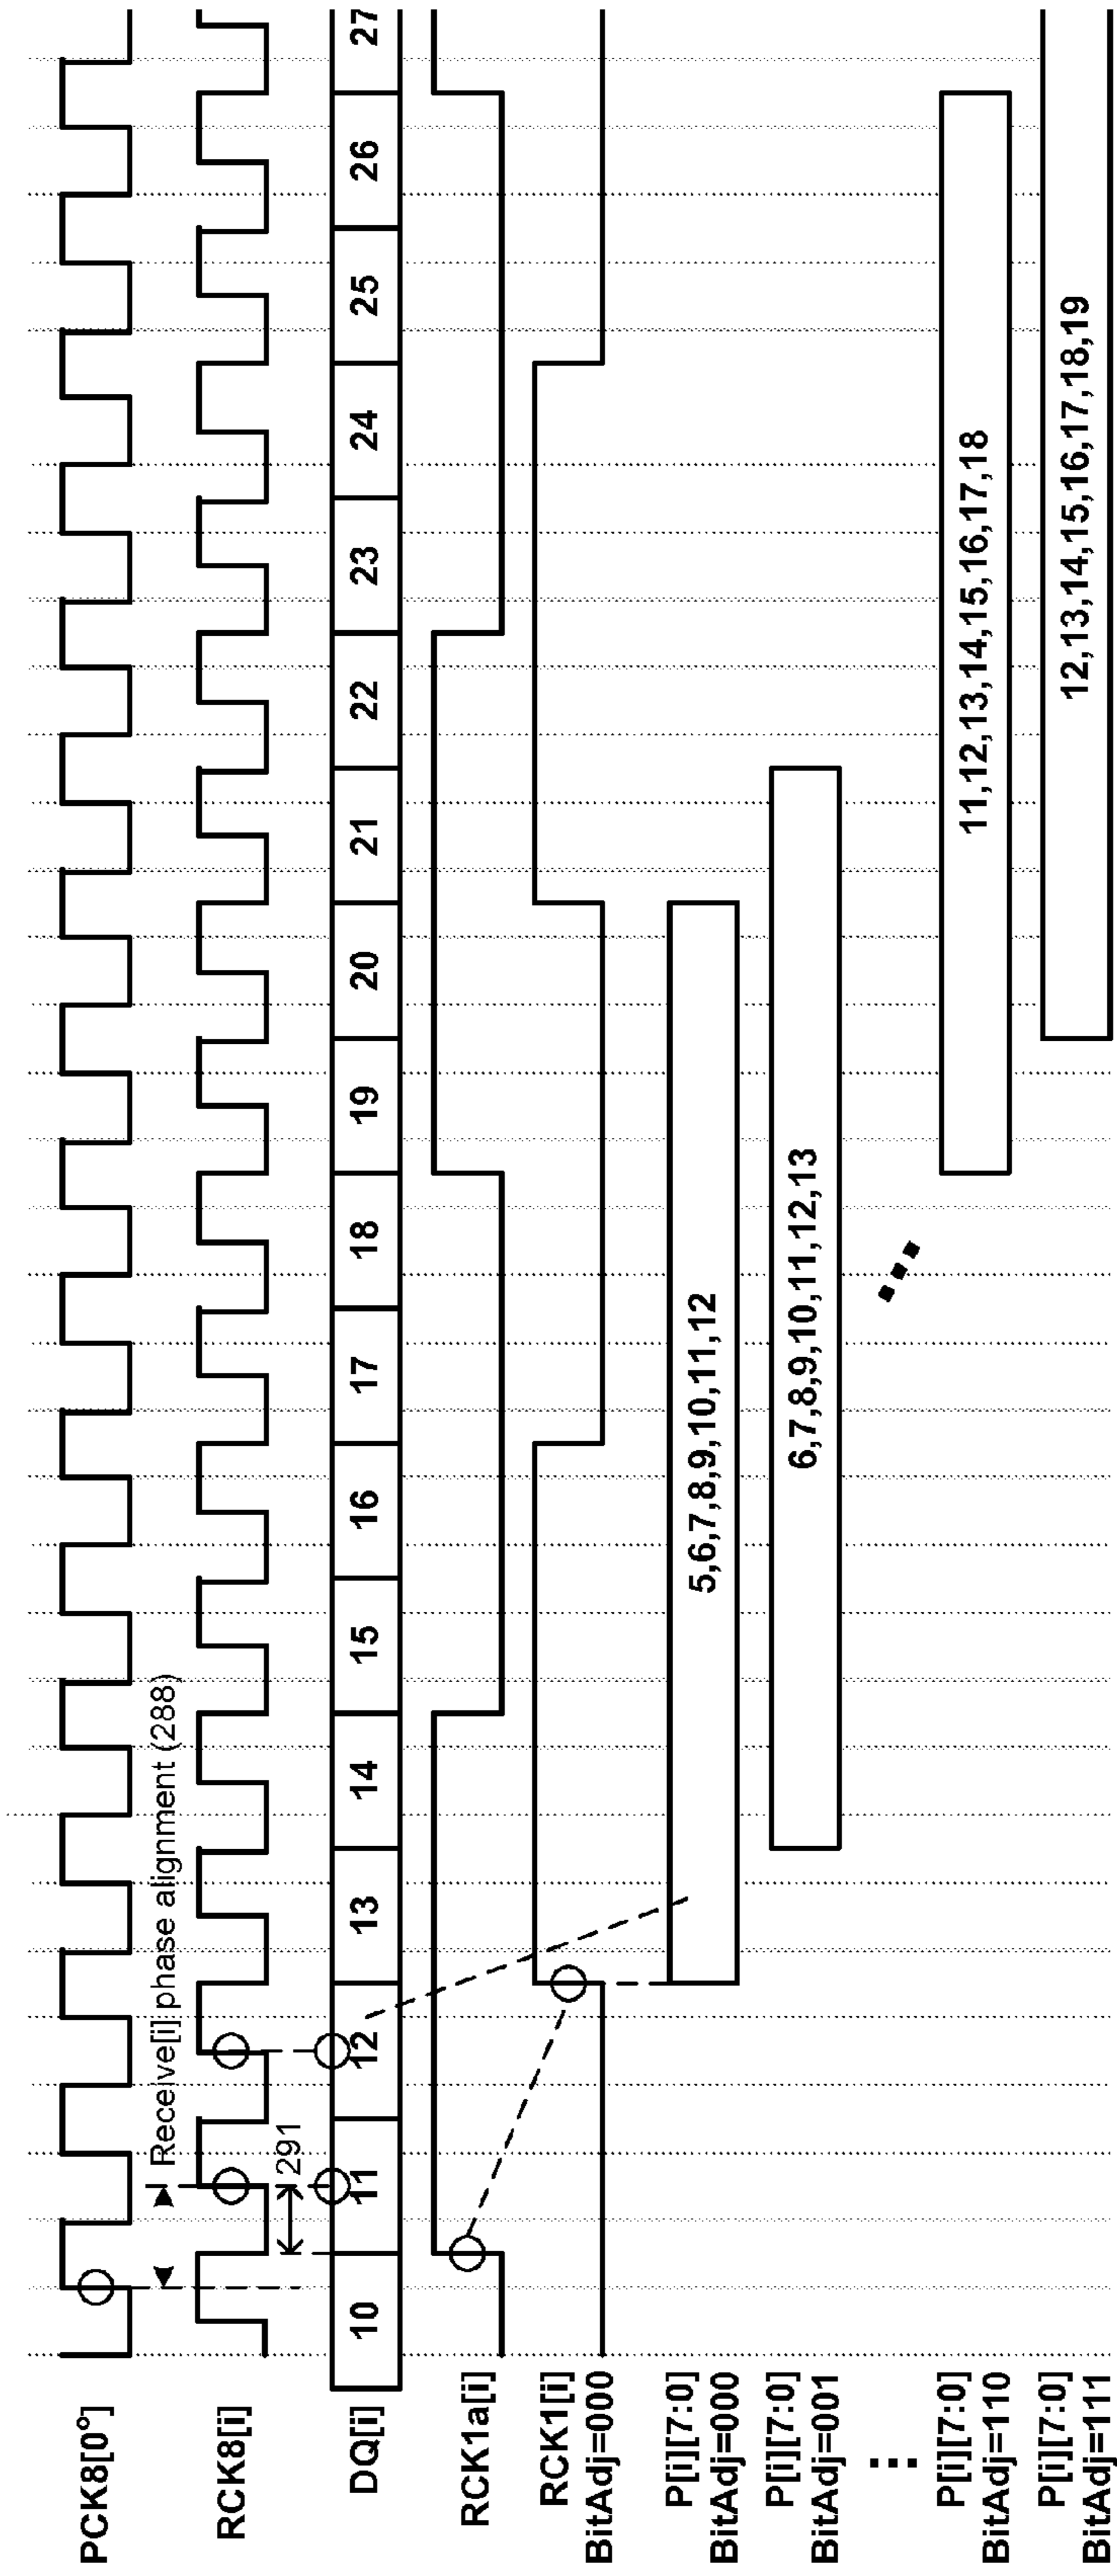 PCK8[0°]
Receive[i] phase alignment (288)
RCK8[i]
291
DQ[i]
10 11 12 13 14 15 16 17 18 19 20 21 22 23 24 25 26 27
RCK1a[i]
RCK1[i]
BitAdj=000
P[i][7:0]
BitAdj=000
5,6,7,8,9,10,11,12
P[i][7:0]
BitAdj=001
6,7,8,9,10,11,12,13
P[i][7:0]
BitAdj=110
11,12,13,14,15,16,17,18
P[i][7:0]
BitAdj=111
12,13,14,15,16,17,18,19